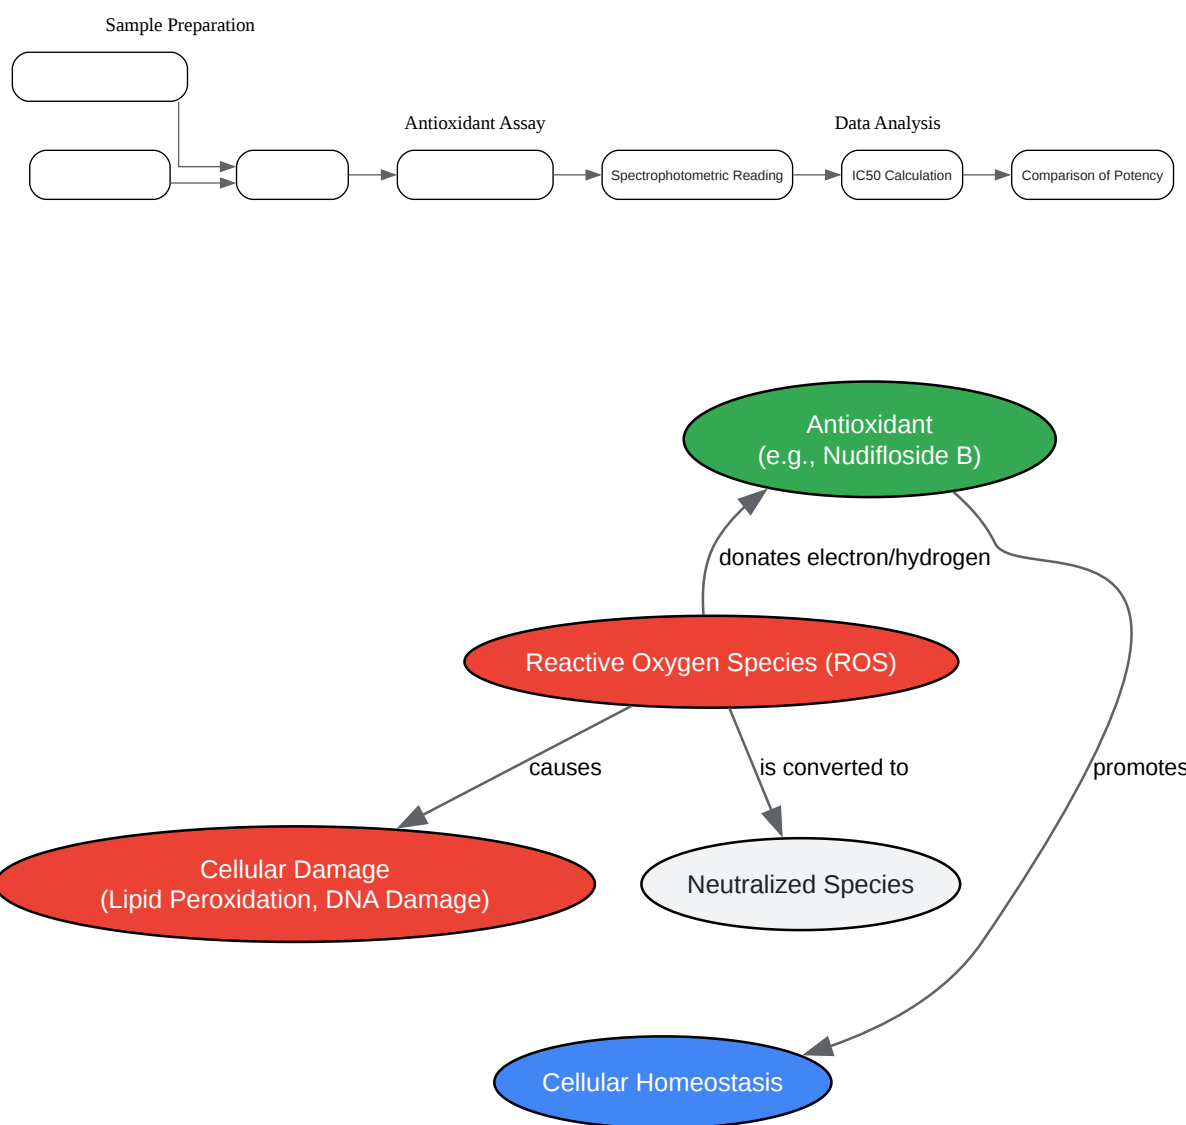 Sample Preparation
Antioxidant Assay
Data Analysis
Spectrophotometric Reading
IC50 Calculation
Comparison of Potency
Antioxidant
(e.g., Nudifloside B)
donates electron/hydrogen
Reactive Oxygen Species (ROS)
causes
is converted to
promotes
Cellular Damage
(Lipid Peroxidation, DNA Damage)
Neutralized Species
Cellular Homeostasis